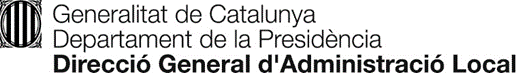 Generalitat de Catalunya
Departament de la Presidència
Direcció General d'Administració Local